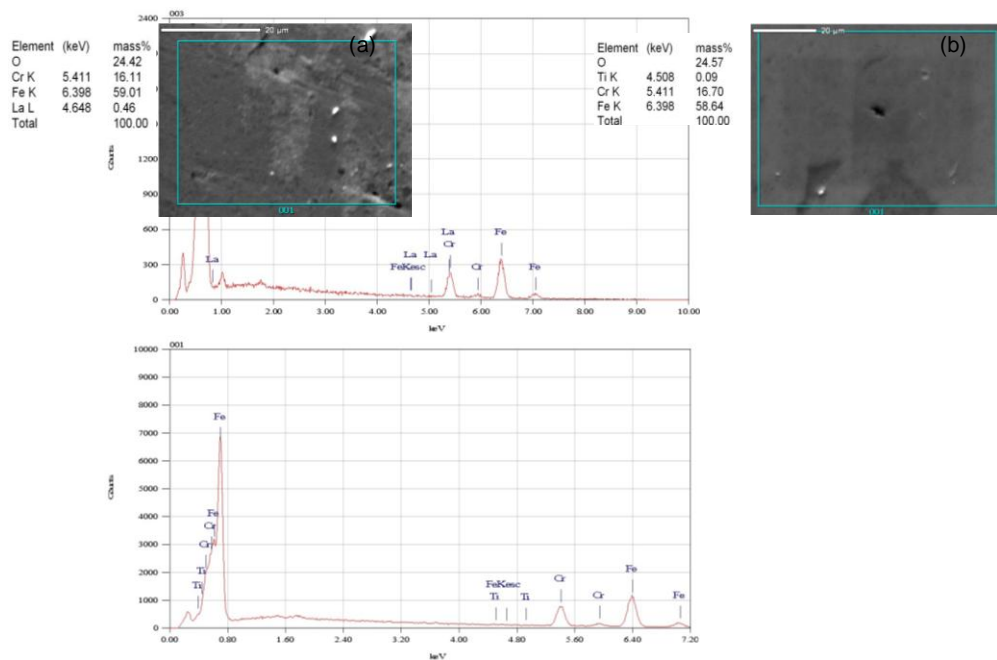 003
20 μm
(a)
Element (keV) mass%
O 24.42
Cr K 5.411 16.11
Fe K 6.398 59.01
La L 4.648 0.46
Total 100.00
001
20 μm
(b)
Element (keV) mass%
O 24.57
Ti K 4.508 0.09
Cr K 5.411 16.70
Fe K 6.398 58.64
Total 100.00
001
2400
1200
900
600
300
0
Counts
La
La
FeKesc
La
La
Cr
Cr
Fe
Fe
0.00 1.00 2.00 3.00 4.00 5.00 6.00 7.00 8.00 9.00 10.00
keV
001
10000
9000
8000
7000
6000
5000
4000
3000
2000
1000
0
Counts
Fe
Fe
Cr
Cr
Ti
Ti
FeKesc
Ti
Ti
Cr
Cr
Fe
Fe
0.00 0.80 1.60 2.40 3.20 4.00 4.80 5.60 6.40 7.20
keV